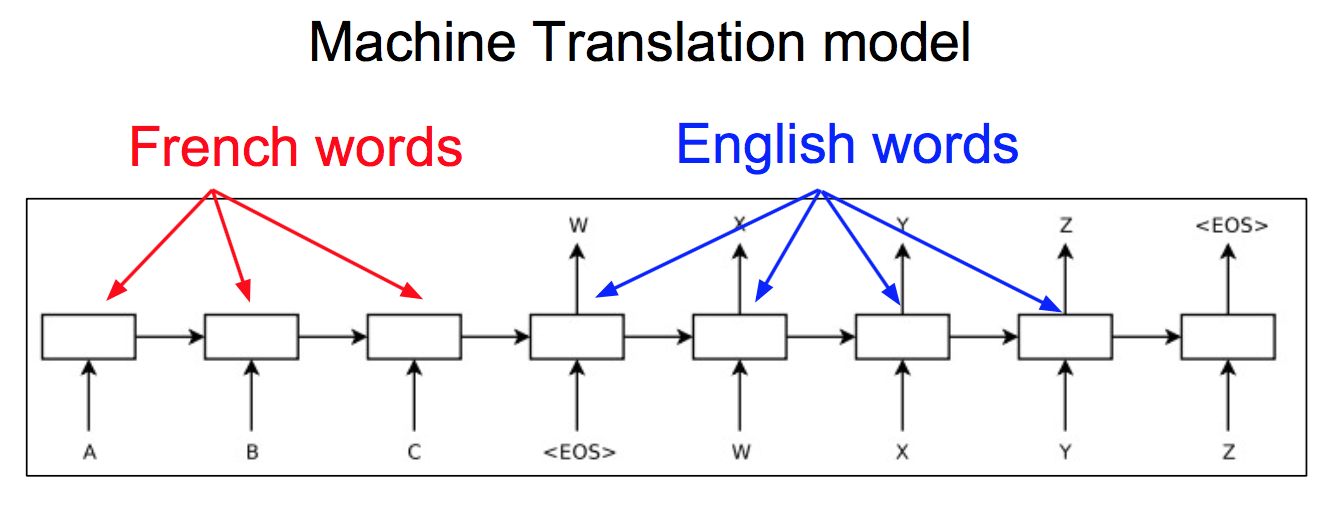 Machine Translation model
French words
English words
W X Y Z <EOS>
A B C <EOS> W X Y Z